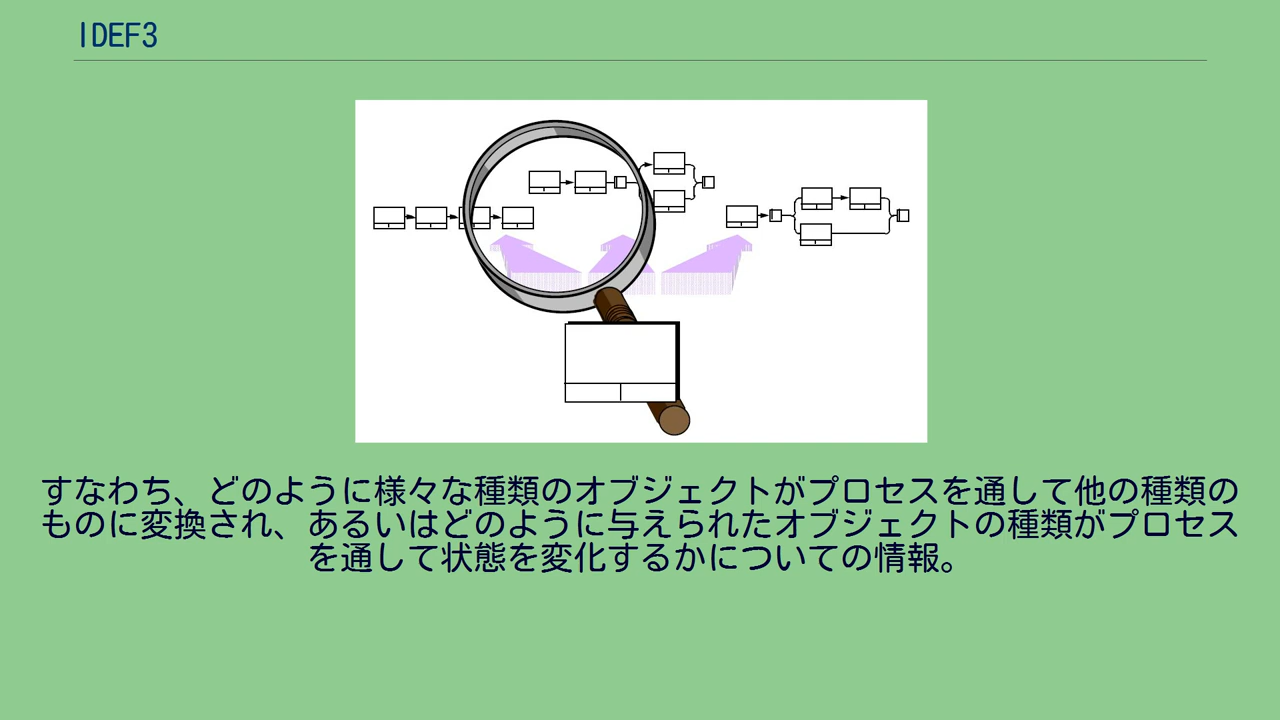 IDEF3
すなわち、どのように様々な種類のオブジェクトがプロセスを通して他の種類の
ものに変換され、あるいはどのように与えられたオブジェクトの種類がプロセス
を通して状態を変化するかについての情報。